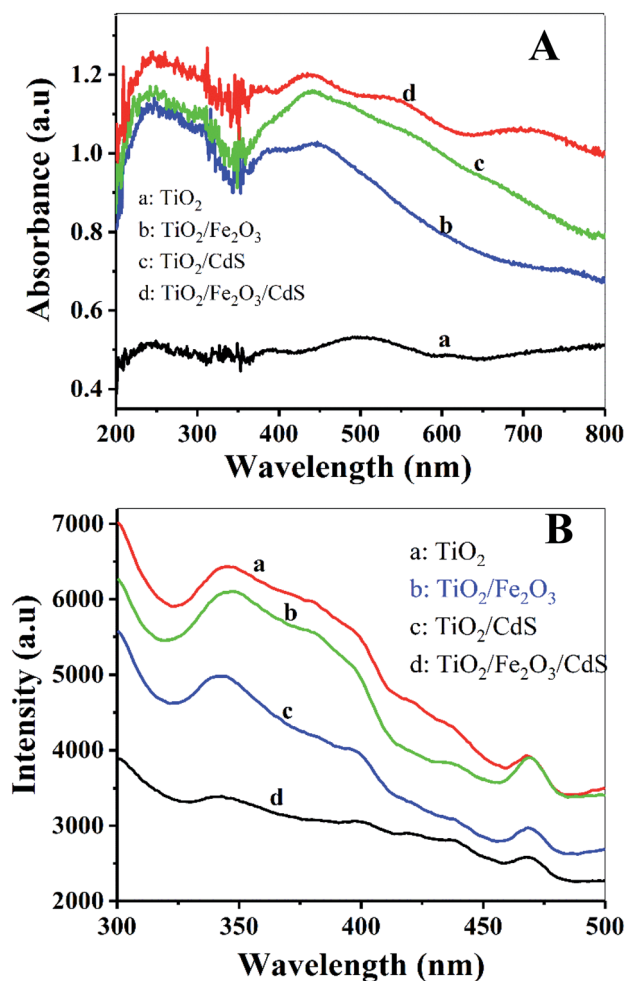 A
1.2
1.0
0.8
0.6
0.4
Absorbance (a.u)
d
c
b
a
a: TiO₂
b: TiO₂/Fe₂O₃
c: TiO₂/CdS
d: TiO₂/Fe₂O₃/CdS
200 300 400 500 600 700 800
Wavelength (nm)
B
7000
6000
5000
4000
3000
2000
Intensity (a.u)
a: TiO₂
b: TiO₂/Fe₂O₃
c: TiO₂/CdS
d: TiO₂/Fe₂O₃/CdS
a
b
c
d
300 350 400 450 500
Wavelength (nm)